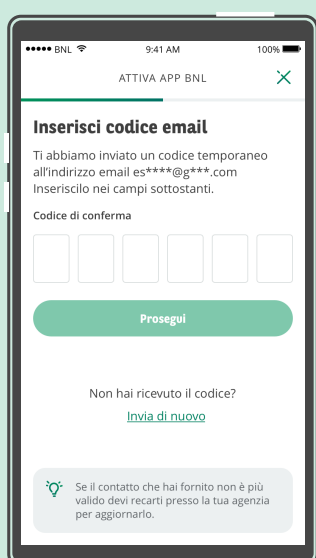 BNL 9:41 AM 100%
ATTIVA APP BNL
Inserisci codice email
Ti abbiamo inviato un codice temporaneo
all’indirizzo email es****@g***.com
Inseriscilo nei campi sottostanti.
Codice di conferma
Prosegui
Non hai ricevuto il codice?
Invia di nuovo
Se il contatto che hai fornito non è più
valido devi recarti presso la tua agenzia
per aggiornarlo.